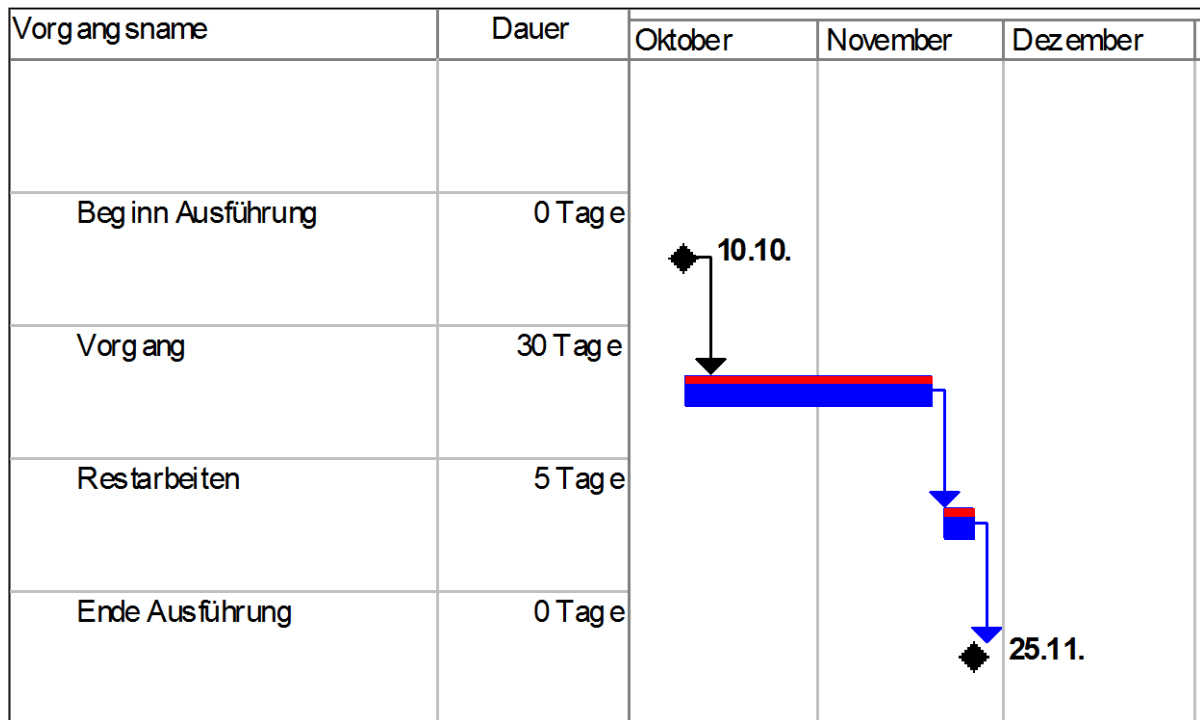 Vorgangsname Dauer Oktober November Dezember
Beginn Ausführung 0 Tage
10.10.
Vorgang 30 Tage
Restarbeiten 5 Tage
Ende Ausführung 0 Tage
25.11.